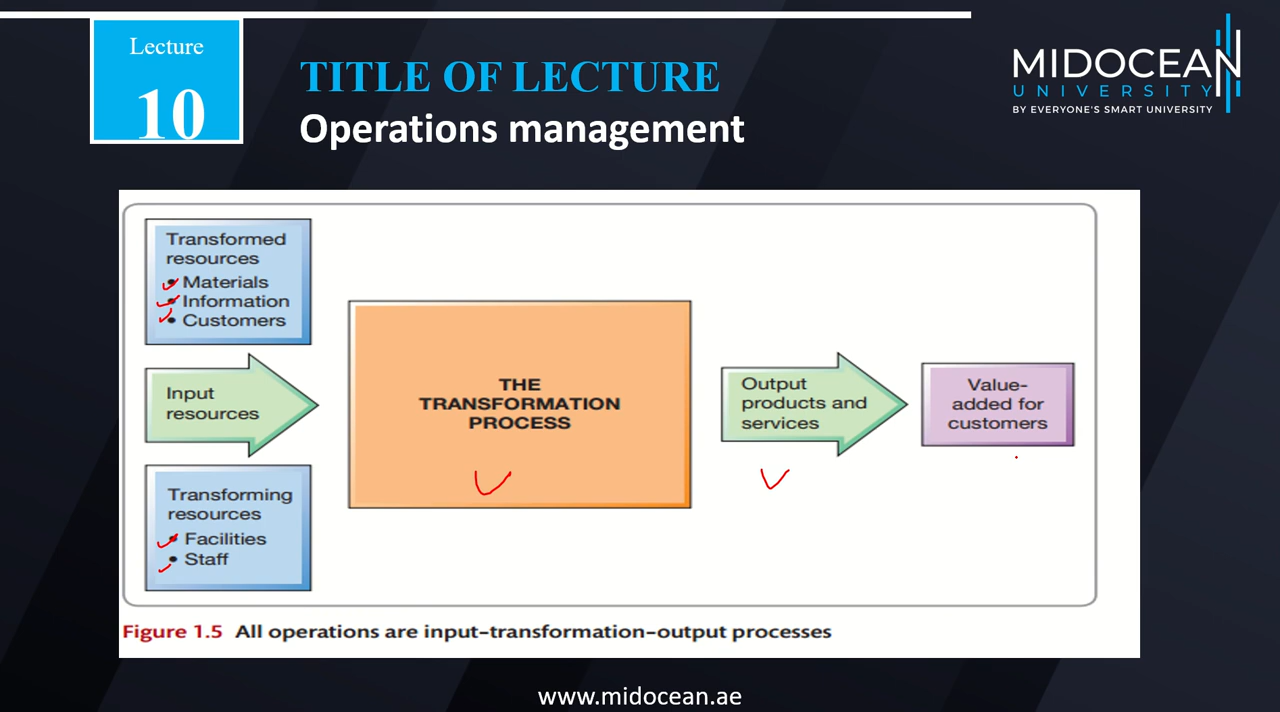 Lecture
10
TITLE OF LECTURE
Operations management
MIDOCEAN
UNIVERSITY
BY EVERYONE'S SMART UNIVERSITY
Transformed
resources
• Materials
• Information
• Customers
Input
resources
Transforming
resources
• Facilities
• Staff
THE
TRANSFORMATION
PROCESS
Output
products and
services
Value-
added for
customers
Figure 1.5 All operations are input–transformation–output processes
www.midocean.ae